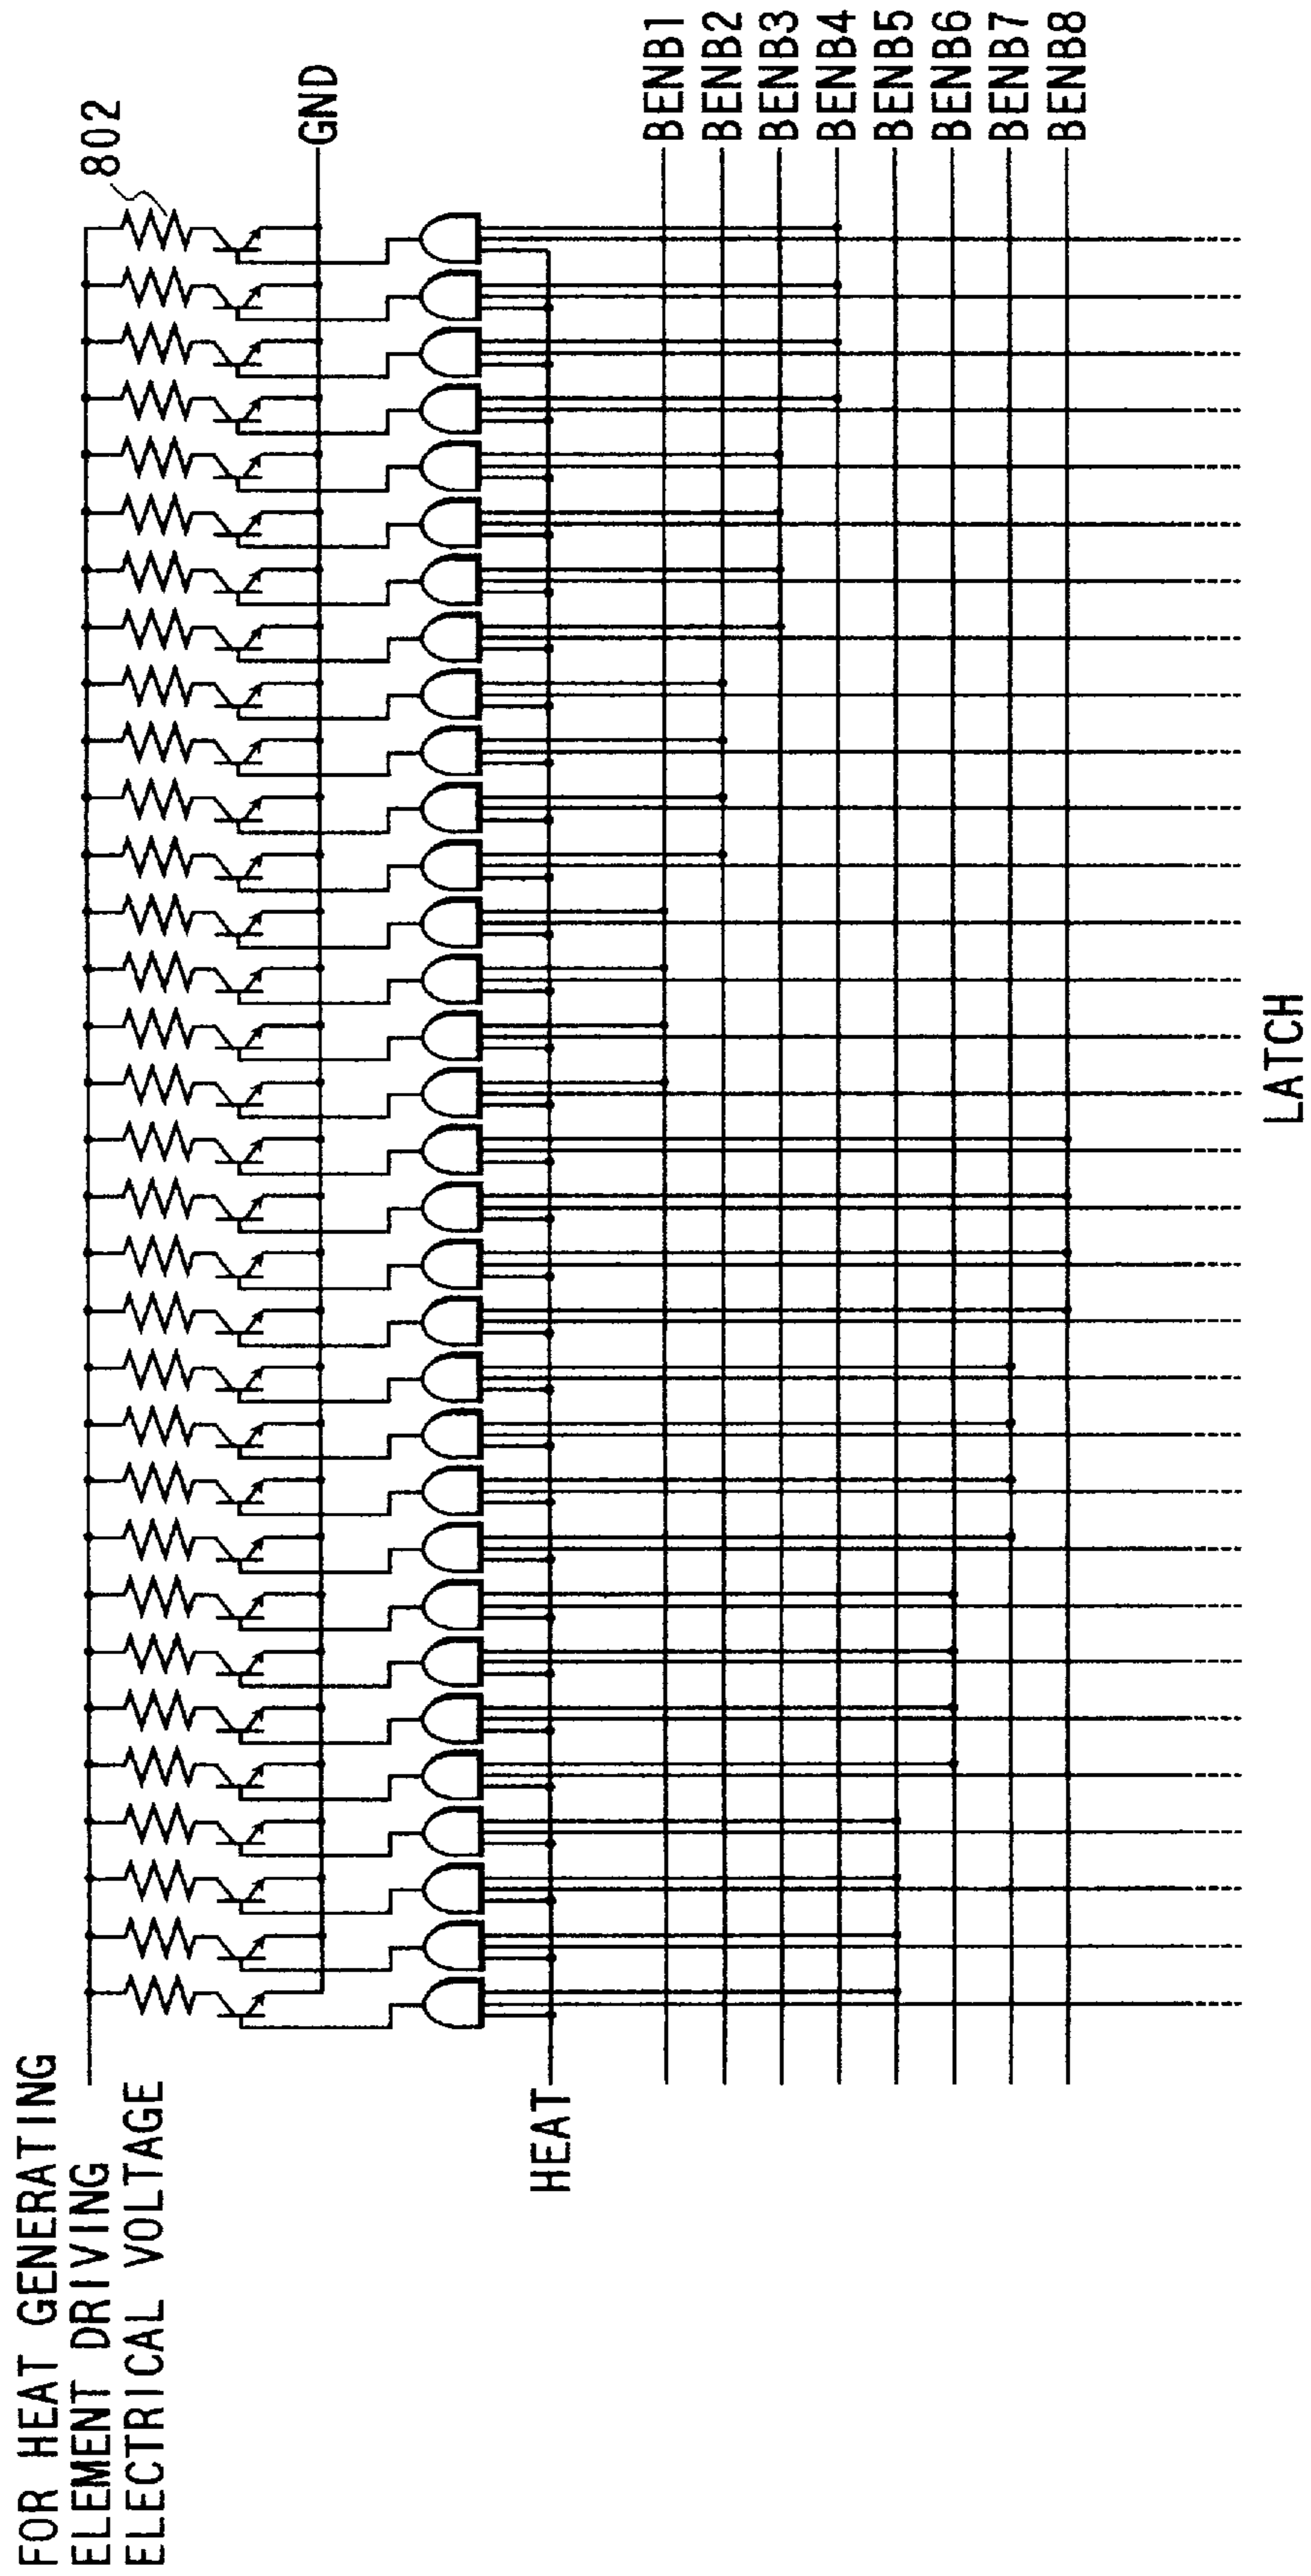 FOR HEAT GENERATING
ELEMENT DRIVING
ELECTRICAL VOLTAGE
802
GND
HEAT
BENB1
BENB2
BENB3
BENB4
BENB5
BENB6
BENB7
BENB8
LATCH